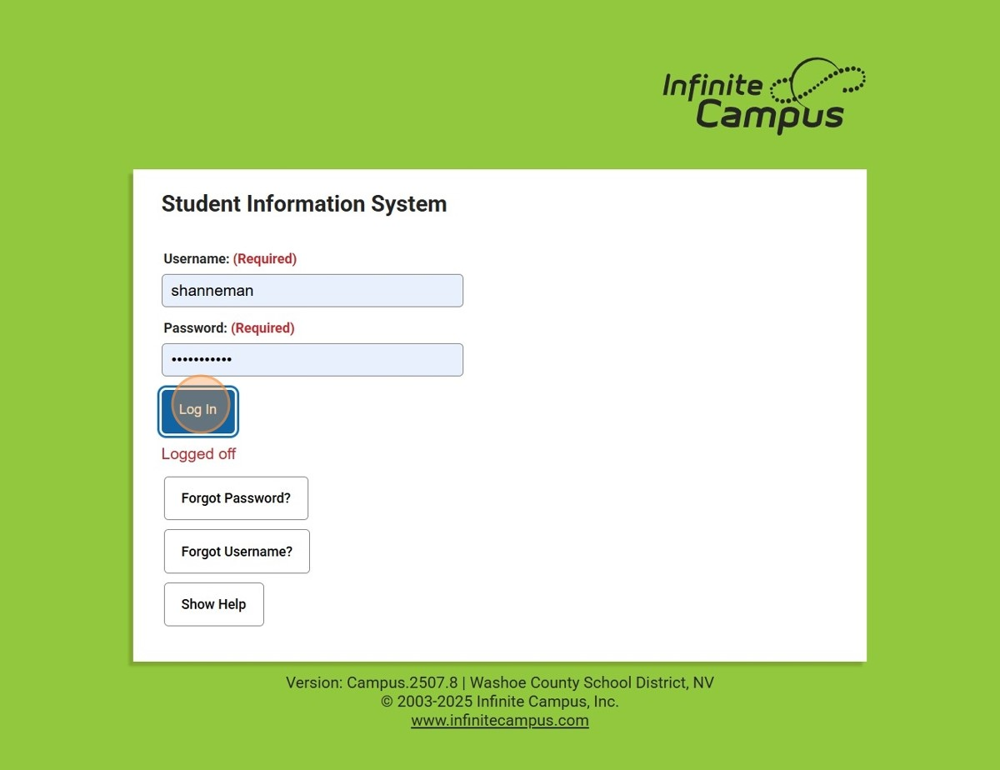 Infinite
Campus
Student Information System
Username: (Required)
shanneman
Password: (Required)
•••••••••••
Log In
Logged off
Forgot Password?
Forgot Username?
Show Help
Version: Campus.2507.8 | Washoe County School District, NV
© 2003-2025 Infinite Campus, Inc.
www.infinitecampus.com